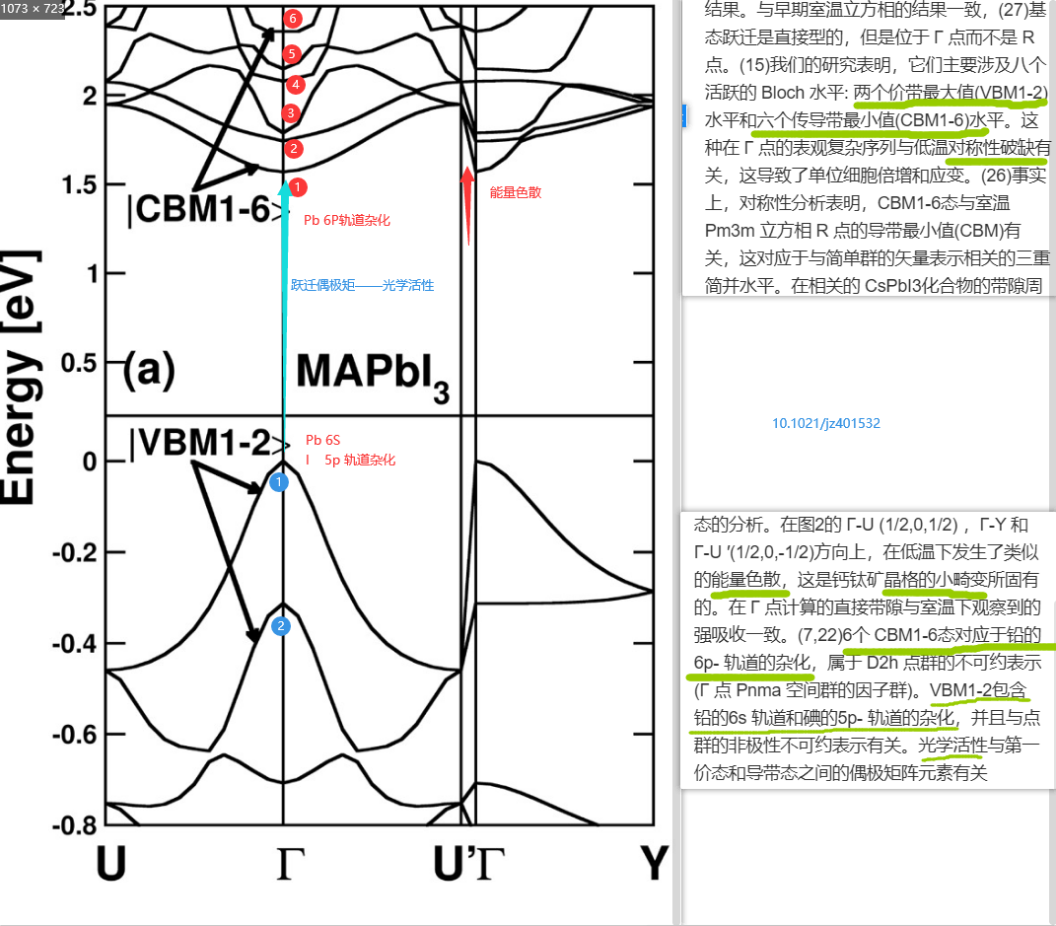 1073 × 723
2.5
2
1.5
1
0.5
0
-0.2
-0.4
-0.6
-0.8
Energy [eV]
6
5
4
3
2
1
|CBM1-6>
Pb 6P轨道杂化
能量色散
跃迁偶极矩——光学活性
(a)
MAPbI3
|VBM1-2>
Pb 6S
I 5p 轨道杂化
1
2
U
Γ
U'Γ
Y
结果。与早期室温立方相的结果一致，(27)基
态跃迁是直接型的，但是位于 Γ 点而不是 R
点。(15)我们的研究表明，它们主要涉及八个
活跃的 Bloch 水平: 两个价带最大值(VBM1-2)
水平和六个传导带最小值(CBM1-6)水平。这
种在 Γ 点的表观复杂序列与低温对称性破缺有
关，这导致了单位细胞倍增和应变。(26)事实
上，对称性分析表明，CBM1-6态与室温
Pm3m 立方相 R 点的导带最小值(CBM)有
关，这对应于与简单群的矢量表示相关的三重
简并水平。在相关的 CsPbI3化合物的带隙周
10.1021/jz401532
态的分析。在图2的 Γ-U (1/2,0,1/2) ，Γ-Y 和
Γ-U ′(1/2,0,-1/2)方向上，在低温下发生了类似
的能量色散，这是钙钛矿晶格的小畸变所固有
的。在 Γ 点计算的直接带隙与室温下观察到的
强吸收一致。(7,22)6个 CBM1-6态对应于铅的
6p- 轨道的杂化，属于 D2h 点群的不可约表示
(Γ 点 Pnma 空间群的因子群)。VBM1-2包含
铅的6s 轨道和碘的5p- 轨道的杂化，并且与点
群的非极性不可约表示有关。光学活性与第一
价态和导带态之间的偶极矩阵元素有关